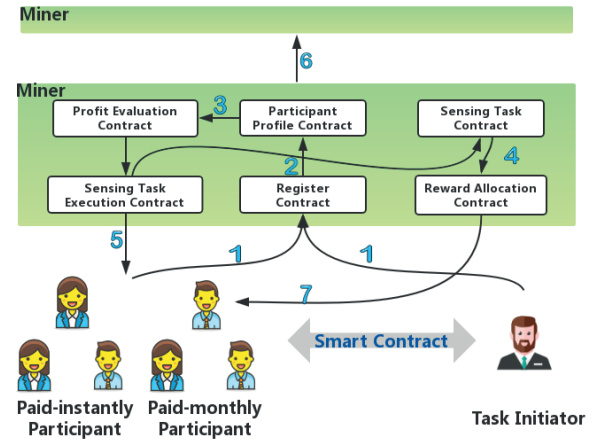 Miner
6
Miner
Profit Evaluation
Contract
3
Participant
Profile Contract
Sensing Task
Contract
2
4
Sensing Task
Execution Contract
Register
Contract
Reward Allocation
Contract
5
1
1
7
Smart Contract
Paid-instantly
Participant
Paid-monthly
Participant
Task Initiator